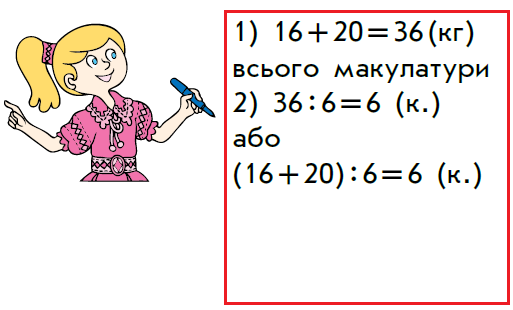 1) 16+20=36(кг)
всього макулатури
2) 36:6=6 (к.)
або
(16+20):6=6 (к.)